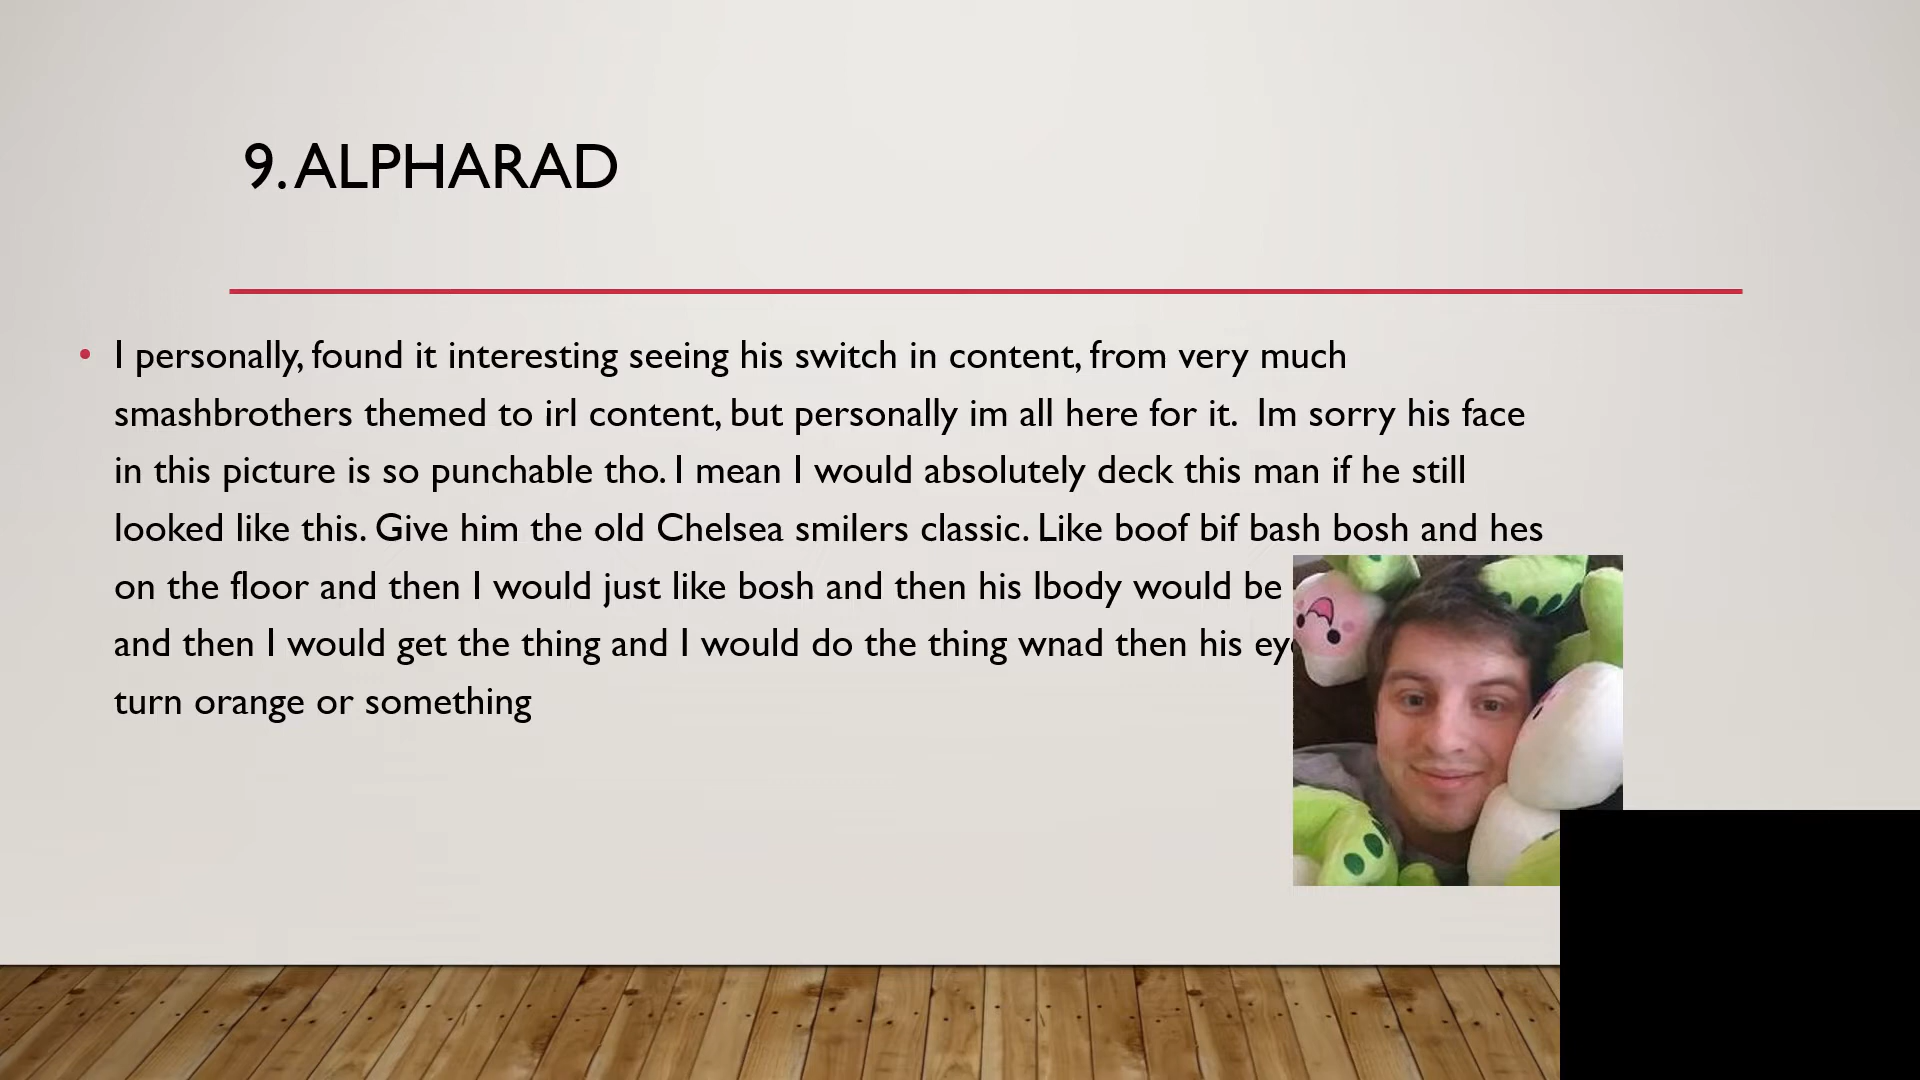 9. ALPHARAD
• I personally, found it interesting seeing his switch in content, from very much
smashbrothers themed to irl content, but personally im all here for it.  Im sorry his face
in this picture is so punchable tho. I mean I would absolutely deck this man if he still
looked like this. Give him the old Chelsea smilers classic. Like boof bif bash bosh and hes
on the floor and then I would just like bosh and then his lbody would be
and then I would get the thing and I would do the thing wnad then his
turn orange or something